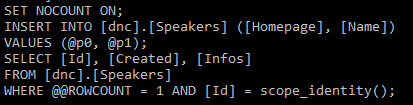 SET NOCOUNT ON;
INSERT INTO [dnc].[Speakers] ([Homepage], [Name])
VALUES (@p0, @p1);
SELECT [Id], [Created], [Infos]
FROM [dnc].[Speakers]
WHERE @@ROWCOUNT = 1 AND [Id] = scope_identity();